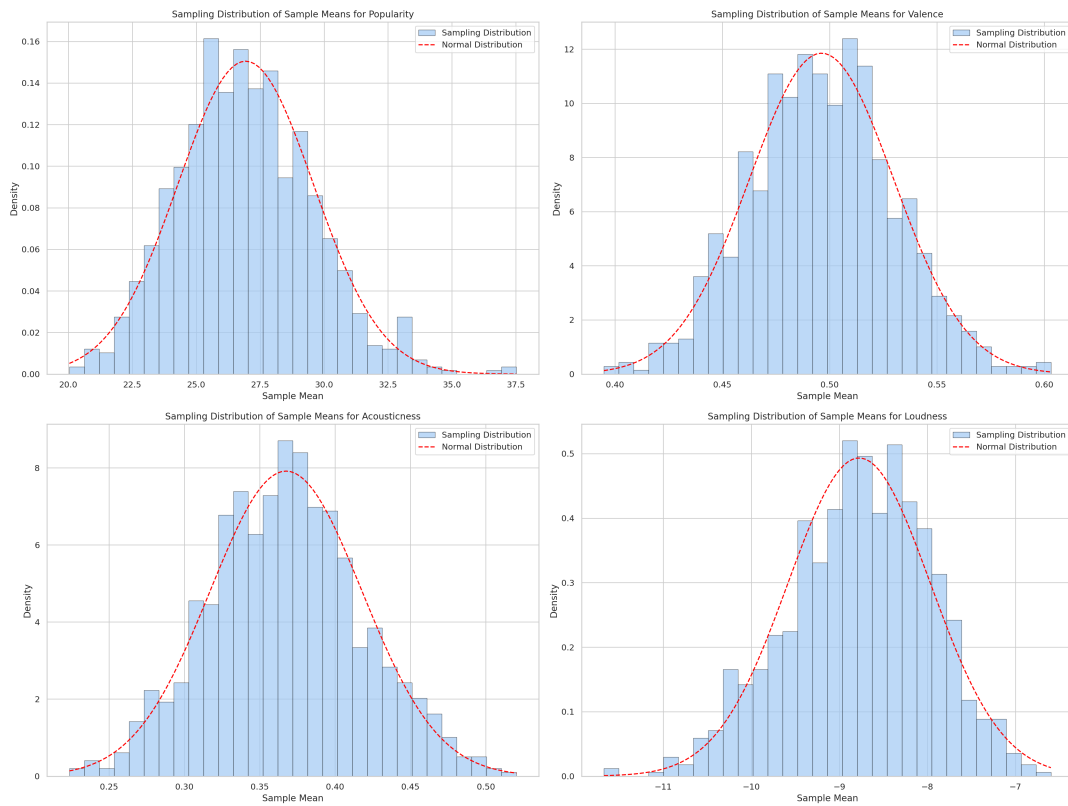 Sampling Distribution of Sample Means for Popularity
Sampling Distribution
Normal Distribution
0.16
0.14
0.12
0.10
0.08
0.06
0.04
0.02
0.00
Density
20.0 22.5 25.0 27.5 30.0 32.5 35.0 37.5
Sample Mean
Sampling Distribution of Sample Means for Valence
Sampling Distribution
Normal Distribution
12
10
8
6
4
2
0
Density
0.40 0.45 0.50 0.55 0.60
Sample Mean
Sampling Distribution of Sample Means for Acousticness
Sampling Distribution
Normal Distribution
8
6
4
2
0
Density
0.25 0.30 0.35 0.40 0.45 0.50
Sample Mean
Sampling Distribution of Sample Means for Loudness
Sampling Distribution
Normal Distribution
0.5
0.4
0.3
0.2
0.1
0.0
Density
−11 −10 −9 −8 −7
Sample Mean